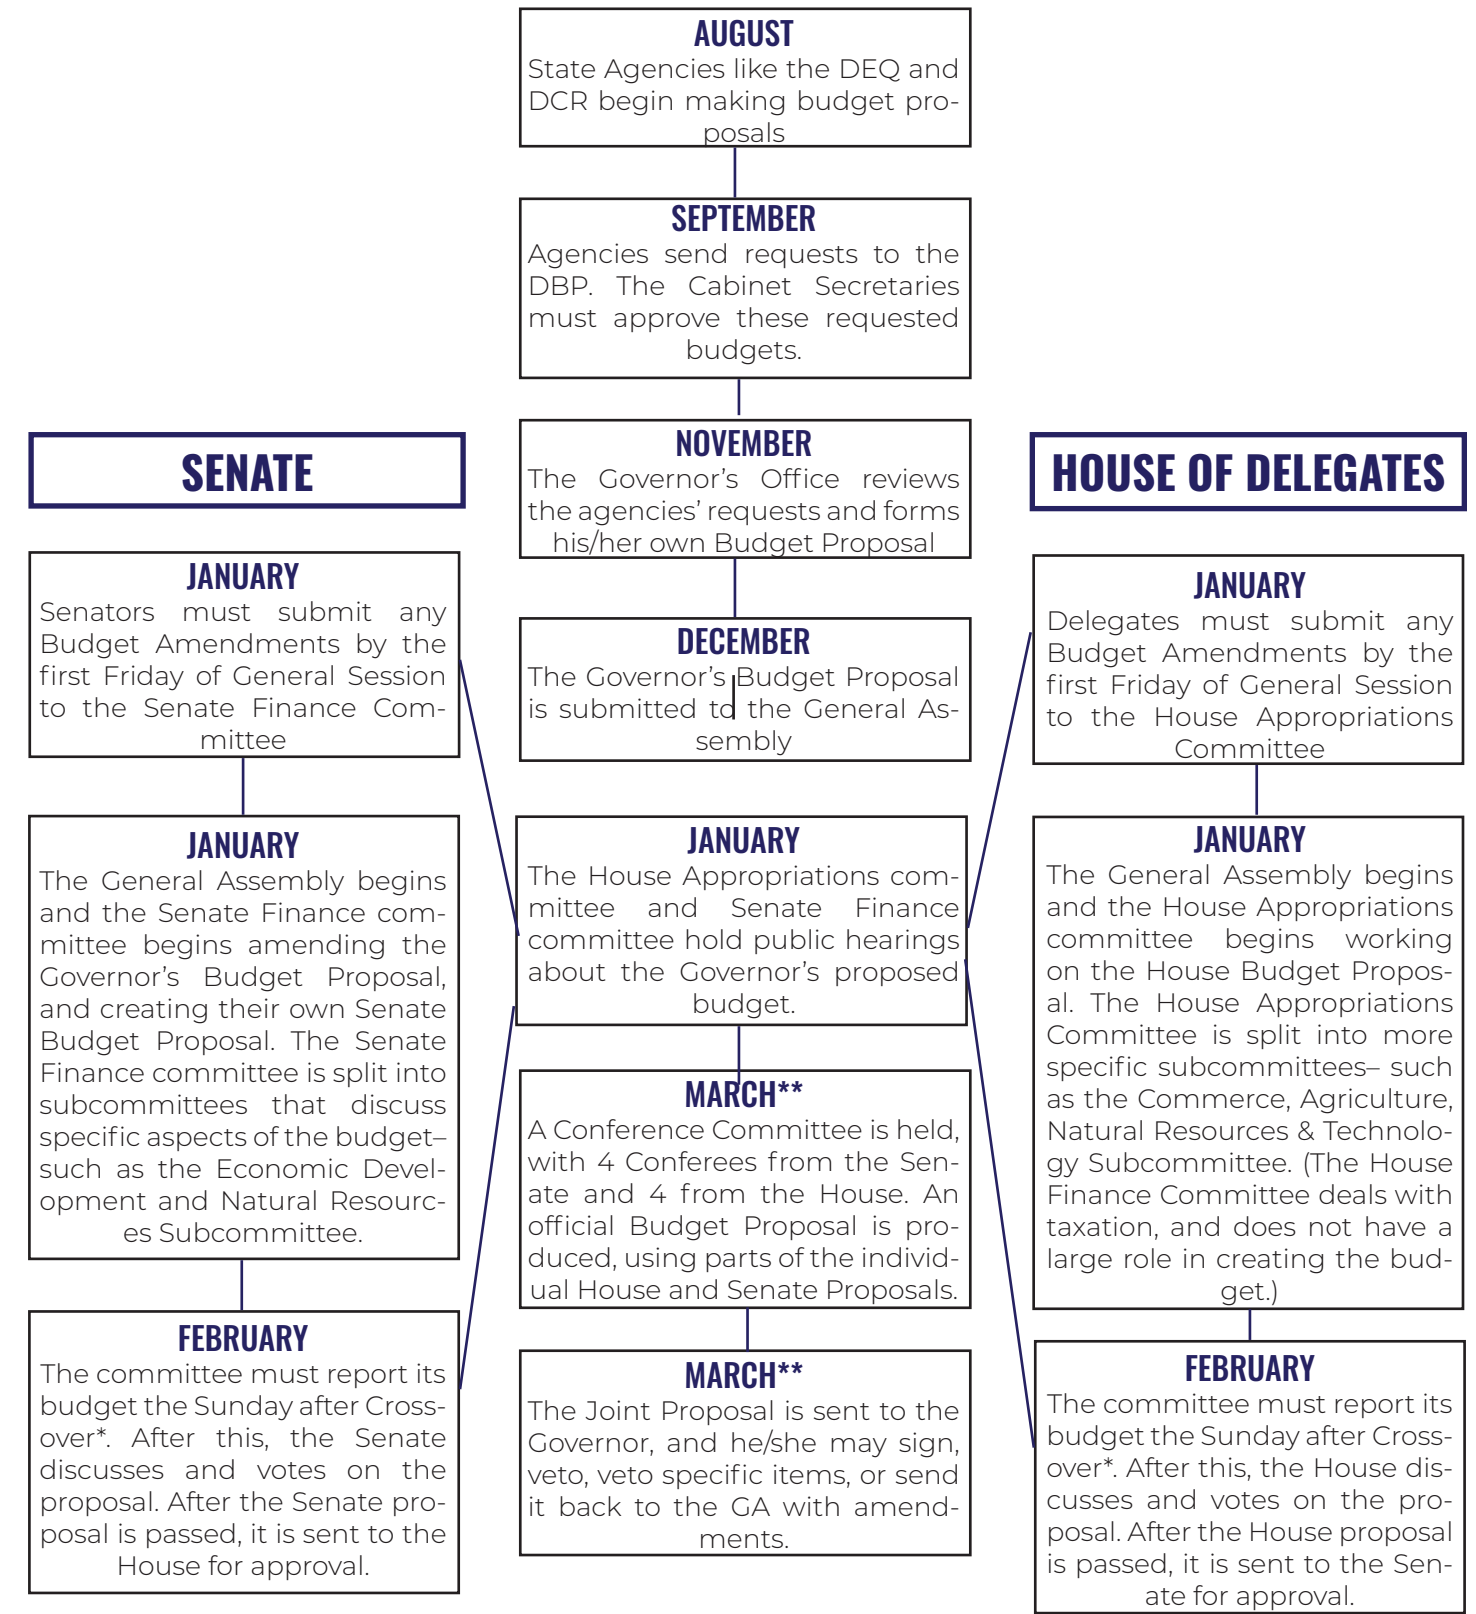 AUGUST
State Agencies like the DEQ and
DCR begin making budget pro-
posals
SEPTEMBER
Agencies send requests to the
DBP. The Cabinet Secretaries
must approve these requested
budgets.
NOVEMBER
The Governor's Office reviews
the agencies' requests and forms
his/her own Budget Proposal
DECEMBER
The Governor's Budget Proposal
is submitted to the General As-
sembly
SENATE
JANUARY
Senators must submit any
Budget Amendments by the
first Friday of General Session
to the Senate Finance Com-
mittee
JANUARY
The General Assembly begins
and the Senate Finance com-
mittee begins amending the
Governor's Budget Proposal,
and creating their own Senate
Budget Proposal. The Senate
Finance committee is split into
subcommittees that discuss
specific aspects of the budget–
such as the Economic Devel-
opment and Natural Resourc-
es Subcommittee.
FEBRUARY
The committee must report its
budget the Sunday after Cross-
over*. After this, the Senate
discusses and votes on the
proposal. After the Senate pro-
posal is passed, it is sent to the
House for approval.
HOUSE OF DELEGATES
JANUARY
Delegates must submit any
Budget Amendments by the
first Friday of General Session
to the House Appropriations
Committee
JANUARY
The General Assembly begins
and the House Appropriations
committee begins working
on the House Budget Propos-
al. The House Appropriations
Committee is split into more
specific subcommittees– such
as the Commerce, Agriculture,
Natural Resources & Technolo-
gy Subcommittee. (The House
Finance Committee deals with
taxation, and does not have a
large role in creating the bud-
get.)
FEBRUARY
The committee must report its
budget the Sunday after Cross-
over*. After this, the House dis-
cusses and votes on the pro-
posal. After the House proposal
is passed, it is sent to the Sen-
ate for approval.
JANUARY
The House Appropriations com-
mittee and Senate Finance
committee hold public hearings
about the Governor's proposed
budget.
MARCH**
A Conference Committee is held,
with 4 Conferees from the Sen-
ate and 4 from the House. An
official Budget Proposal is pro-
duced, using parts of the individ-
ual House and Senate Proposals.
MARCH**
The Joint Proposal is sent to the
Governor, and he/she may sign,
veto, veto specific items, or send
it back to the GA with amend-
ments.